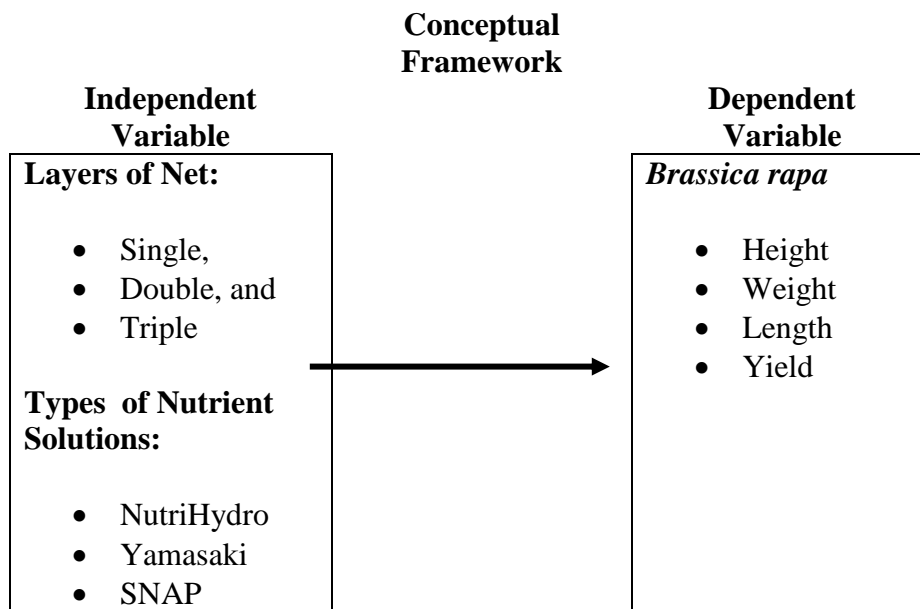 Conceptual
Framework
Independent
Variable
Layers of Net:
• Single,
• Double, and
• Triple
Types of Nutrient
Solutions:
• NutriHydro
• Yamasaki
• SNAP
Dependent
Variable
Brassica rapa
• Height
• Weight
• Length
• Yield